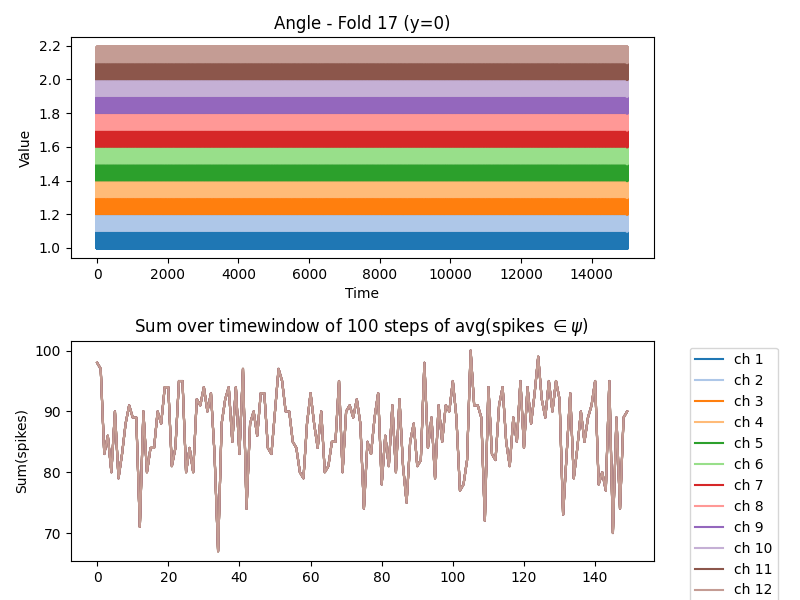 Angle - Fold 17 (y=0)
2.2
2.0
1.8
1.6
1.4
1.2
1.0
Value
0 2000 4000 6000 8000 10000 12000 14000
Time
Sum over timewindow of 100 steps of avg(spikes ∈ ψ)
100
90
80
70
Sum(spikes)
0 20 40 60 80 100 120 140
ch 1
ch 2
ch 3
ch 4
ch 5
ch 6
ch 7
ch 8
ch 9
ch 10
ch 11
ch 12